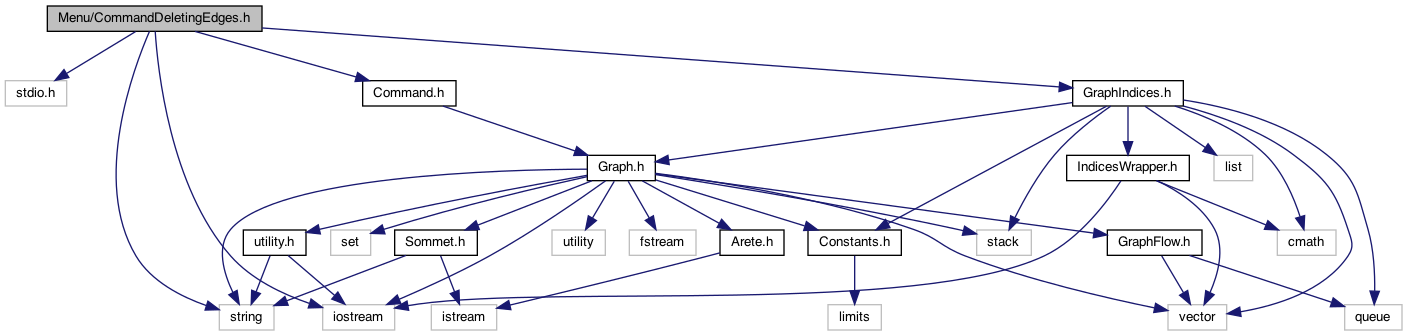 Menu/CommandDeletingEdges.h
stdio.h
Command.h
GraphIndices.h
Graph.h
IndicesWrapper.h
list
utility.h
set
Sommet.h
utility
fstream
Arete.h
Constants.h
stack
GraphFlow.h
cmath
string
iostream
istream
limits
vector
queue